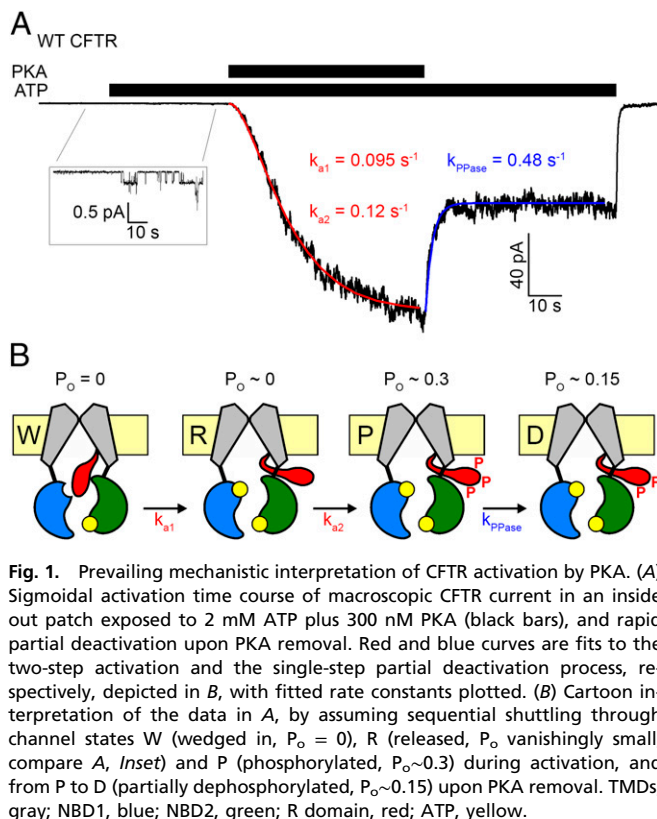 A
WT CFTR
PKA
ATP
kₐ₁ = 0.095 s⁻¹
k_PPase = 0.48 s⁻¹
kₐ₂ = 0.12 s⁻¹
0.5 pA
10 s
40 pA
10 s
B
P_O = 0
P_O ~ 0
P_O ~ 0.3
P_O ~ 0.15
W
R
P
D
P
P
P
P
kₐ₁
kₐ₂
k_PPase
Fig. 1. Prevailing mechanistic interpretation of CFTR activation by PKA. (A)
Sigmoidal activation time course of macroscopic CFTR current in an inside
out patch exposed to 2 mM ATP plus 300 nM PKA (black bars), and rapid
partial deactivation upon PKA removal. Red and blue curves are fits to the
two-step activation and the single-step partial deactivation process, re-
spectively, depicted in B, with fitted rate constants plotted. (B) Cartoon in-
terpretation of the data in A, by assuming sequential shuttling through
channel states W (wedged in, P_O = 0), R (released, P_O vanishingly small
compare A, Inset) and P (phosphorylated, P_O~0.3) during activation, and
from P to D (partially dephosphorylated, P_O~0.15) upon PKA removal. TMDs
gray; NBD1, blue; NBD2, green; R domain, red; ATP, yellow.